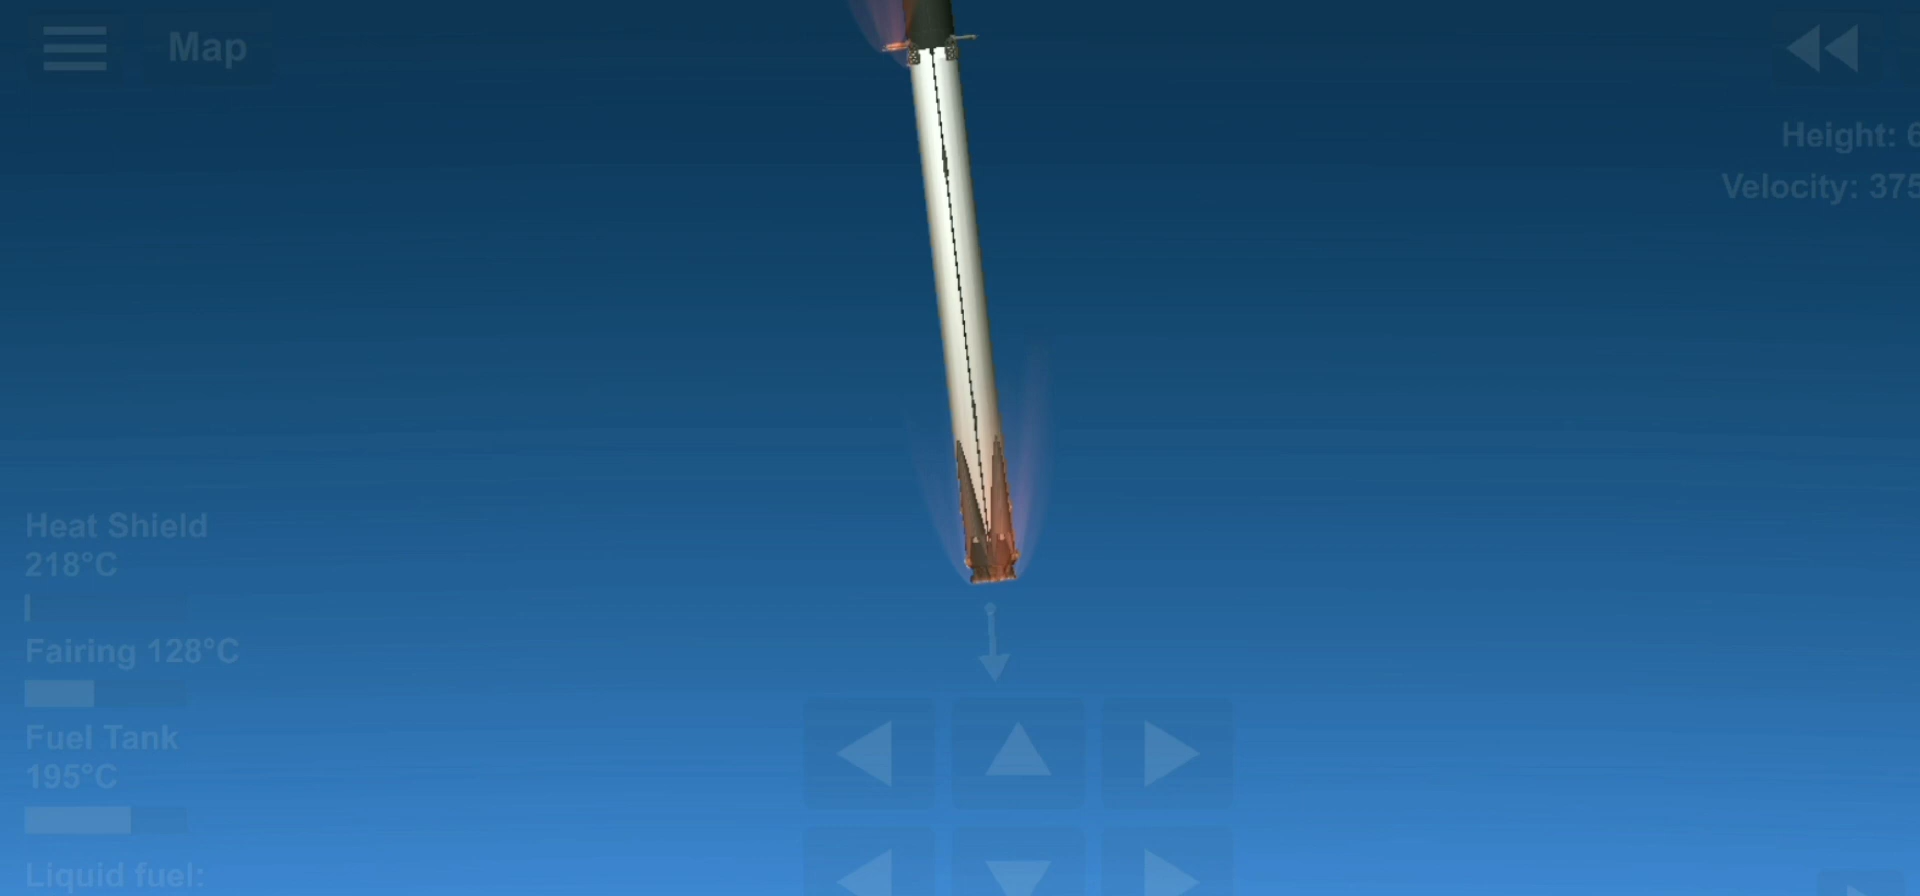 Map
Height: 6
Velocity: 375
Heat Shield
218°C
Fairing 128°C
Fuel Tank
195°C
Liquid fuel: